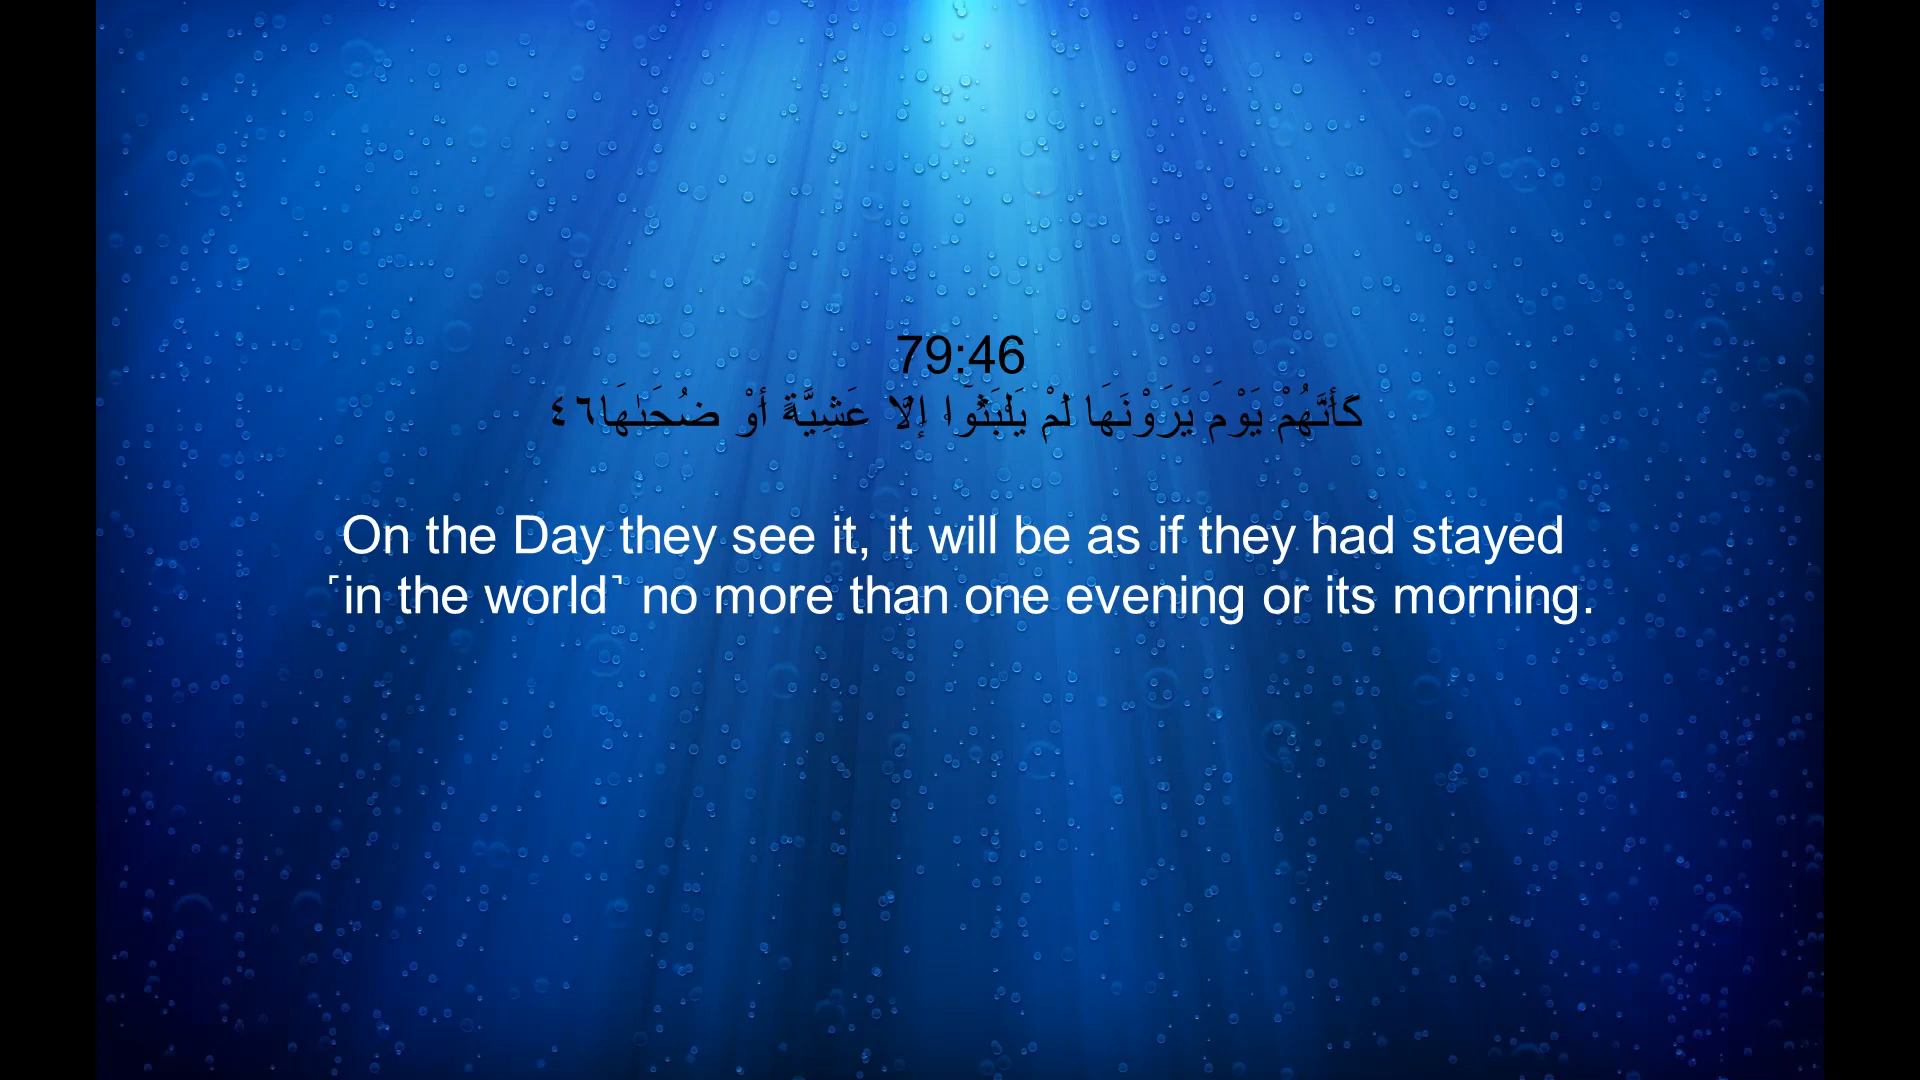 79:46
كَأَنَّهُمْ يَوْمَ يَرَوْنَهَا لَمْ يَلْبَثُوٓا۟ إِلَّا عَشِيَّةً أَوْ ضُحَىٰهَا٤٦
On the Day they see it, it will be as if they had stayed
˹in the world˺ no more than one evening or its morning.